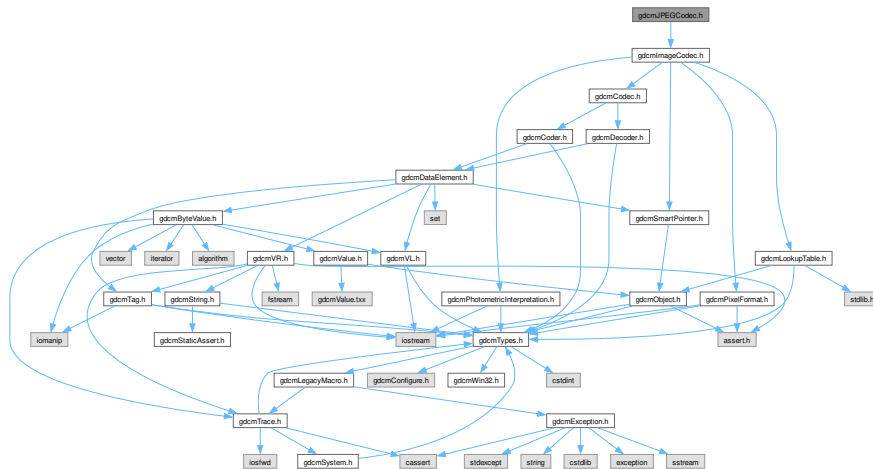 gdcmJPEGCodec.h
gdcmImageCodec.h
gdcmCodec.h
gdcmCoder.h
gdcmDecoder.h
gdcmDataElement.h
gdcmByteValue.h
set
gdcmSmartPointer.h
vector
iterator
algorithm
gdcmVR.h
gdcmValue.h
gdcmVL.h
gdcmLookupTable.h
gdcmTag.h
gdcmString.h
fstream
gdcmValue.txx
gdcmPhotometricInterpretation.h
gdcmObject.h
gdcmPixelFormat.h
stdlib.h
iomanip
gdcmStaticAssert.h
iostream
gdcmTypes.h
assert.h
gdcmLegacyMacro.h
gdcmConfigure.h
gdcmWin32.h
cstdint
gdcmTrace.h
gdcmException.h
iosfwd
gdcmSystem.h
cassert
stdexcept
string
cstdlib
exception
sstream